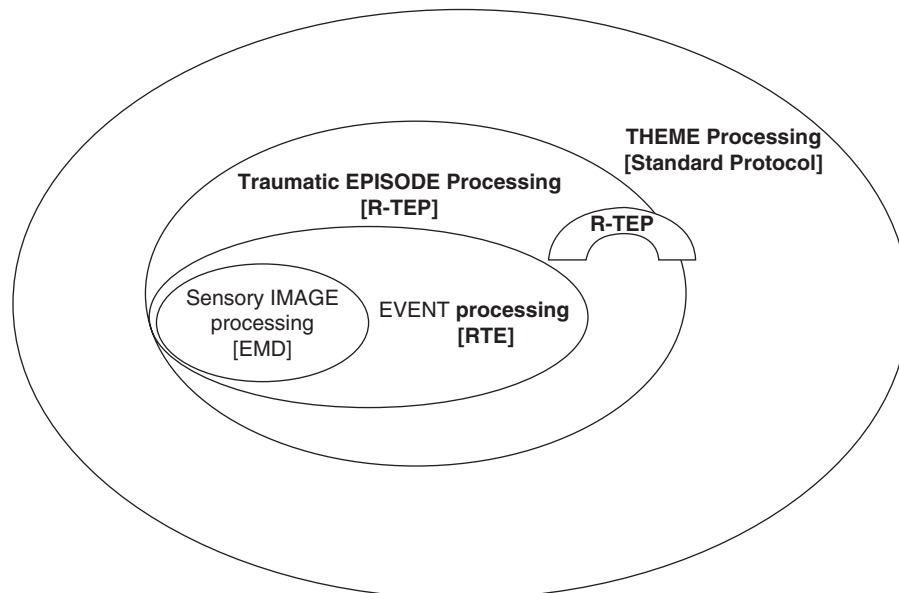 THEME Processing
[Standard Protocol]
Traumatic EPISODE Processing
[R-TEP]
R-TEP
Sensory IMAGE
processing
[EMD]
EVENT processing
[RTE]